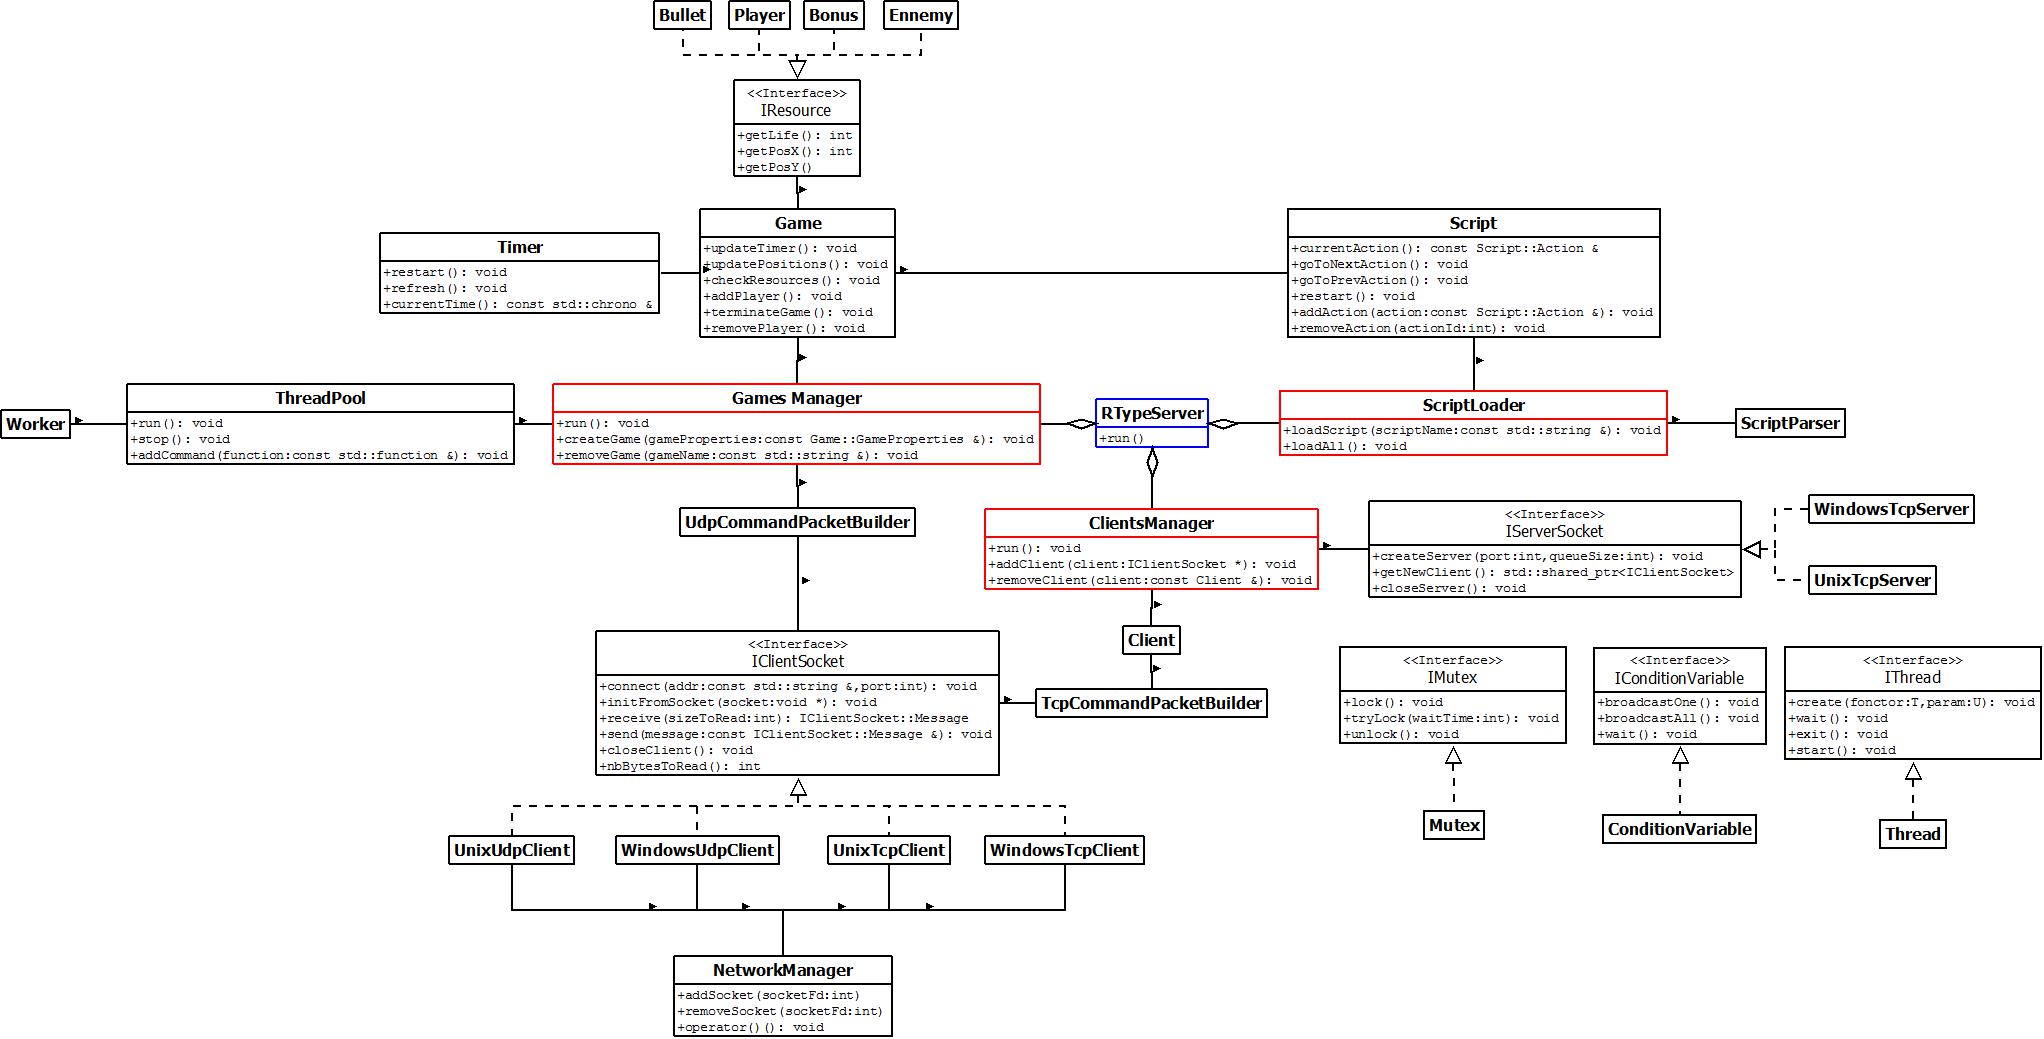 Bullet
Player
Bonus
Ennemy
<<Interface>>
IResource
+getLife(): int
+getPosX(): int
+getPosY()
Timer
+restart(): void
+refresh(): void
+currentTime(): const std::chrono &
Game
+updateTimer(): void
+updatePositions(): void
+checkResources(): void
+addPlayer(): void
+terminateGame(): void
+removePlayer(): void
Script
+currentAction(): const Script::Action &
+goToNextAction(): void
+goToPrevAction(): void
+restart(): void
+addAction(action:const Script::Action &): void
+removeAction(actionId:int): void
Worker
ThreadPool
+run(): void
+stop(): void
+addCommand(function:const std::function &): void
Games Manager
+run(): void
+createGame(gameProperties:const Game::GameProperties &): void
+removeGame(gameName:const std::string &): void
RTypeServer
+run()
ScriptLoader
+loadScript(scriptName:const std::string &): void
+loadAll(): void
ScriptParser
UdpCommandPacketBuilder
ClientsManager
+run(): void
+addClient(client:IClientSocket *): void
+removeClient(client:const Client &): void
<<Interface>>
IServerSocket
+createServer(port:int,queueSize:int): void
+getNewClient(): std::shared_ptr<IClientSocket>
+closeServer(): void
WindowsTcpServer
UnixTcpServer
<<Interface>>
IClientSocket
+connect(addr:const std::string &,port:int): void
+initFromSocket(socket:void *): void
+receive(sizeToRead:int): IClientSocket::Message
+send(message:const IClientSocket::Message &): void
+closeClient(): void
+nbBytesToRead(): int
Client
TcpCommandPacketBuilder
<<Interface>>
IMutex
+lock(): void
+tryLock(waitTime:int): void
+unlock(): void
<<Interface>>
IConditionVariable
+broadcastOne(): void
+broadcastAll(): void
+wait(): void
<<Interface>>
IThread
+create(fonctor:T,param:U): void
+wait(): void
+exit(): void
+start(): void
Mutex
ConditionVariable
Thread
UnixUdpClient
WindowsUdpClient
UnixTcpClient
WindowsTcpClient
NetworkManager
+addSocket(socketFd:int)
+removeSocket(socketFd:int)
+operator()(): void